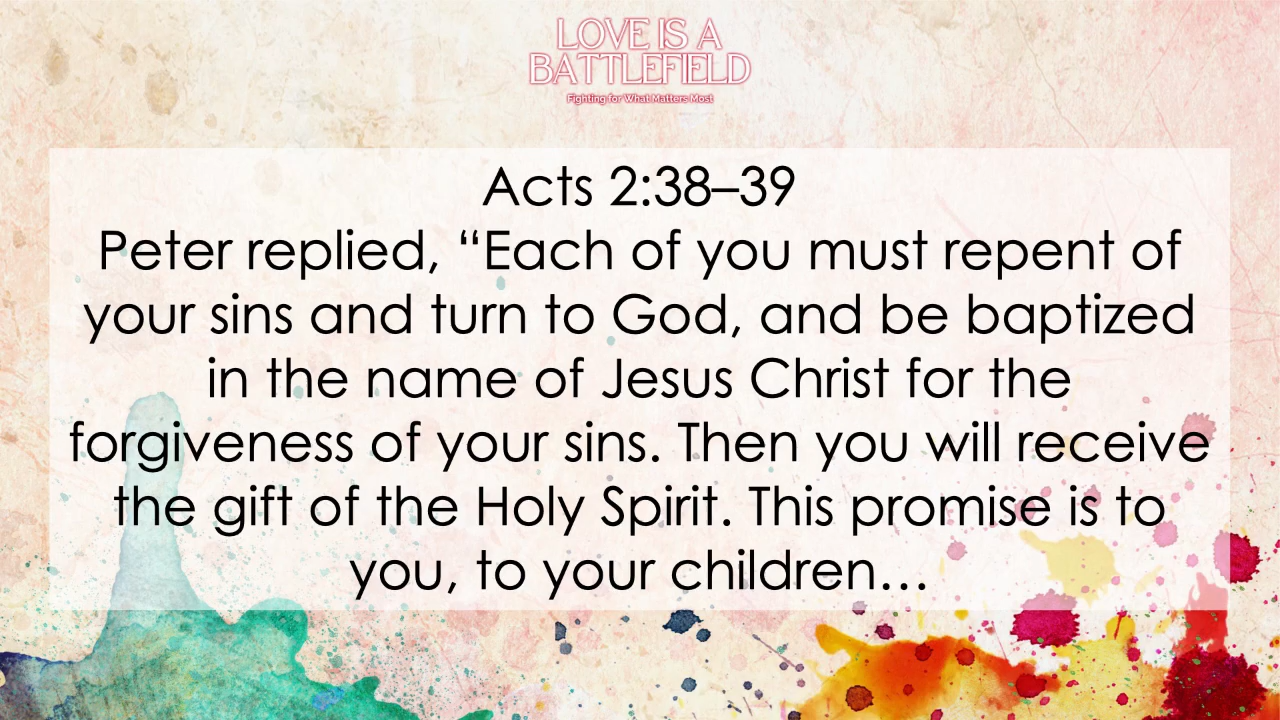 LOVE IS A
BATTLEFIELD
Fighting for What Matters Most
Acts 2:38–39
Peter replied, “Each of you must repent of
your sins and turn to God, and be baptized
in the name of Jesus Christ for the
forgiveness of your sins. Then you will receive
the gift of the Holy Spirit. This promise is to
you, to your children…